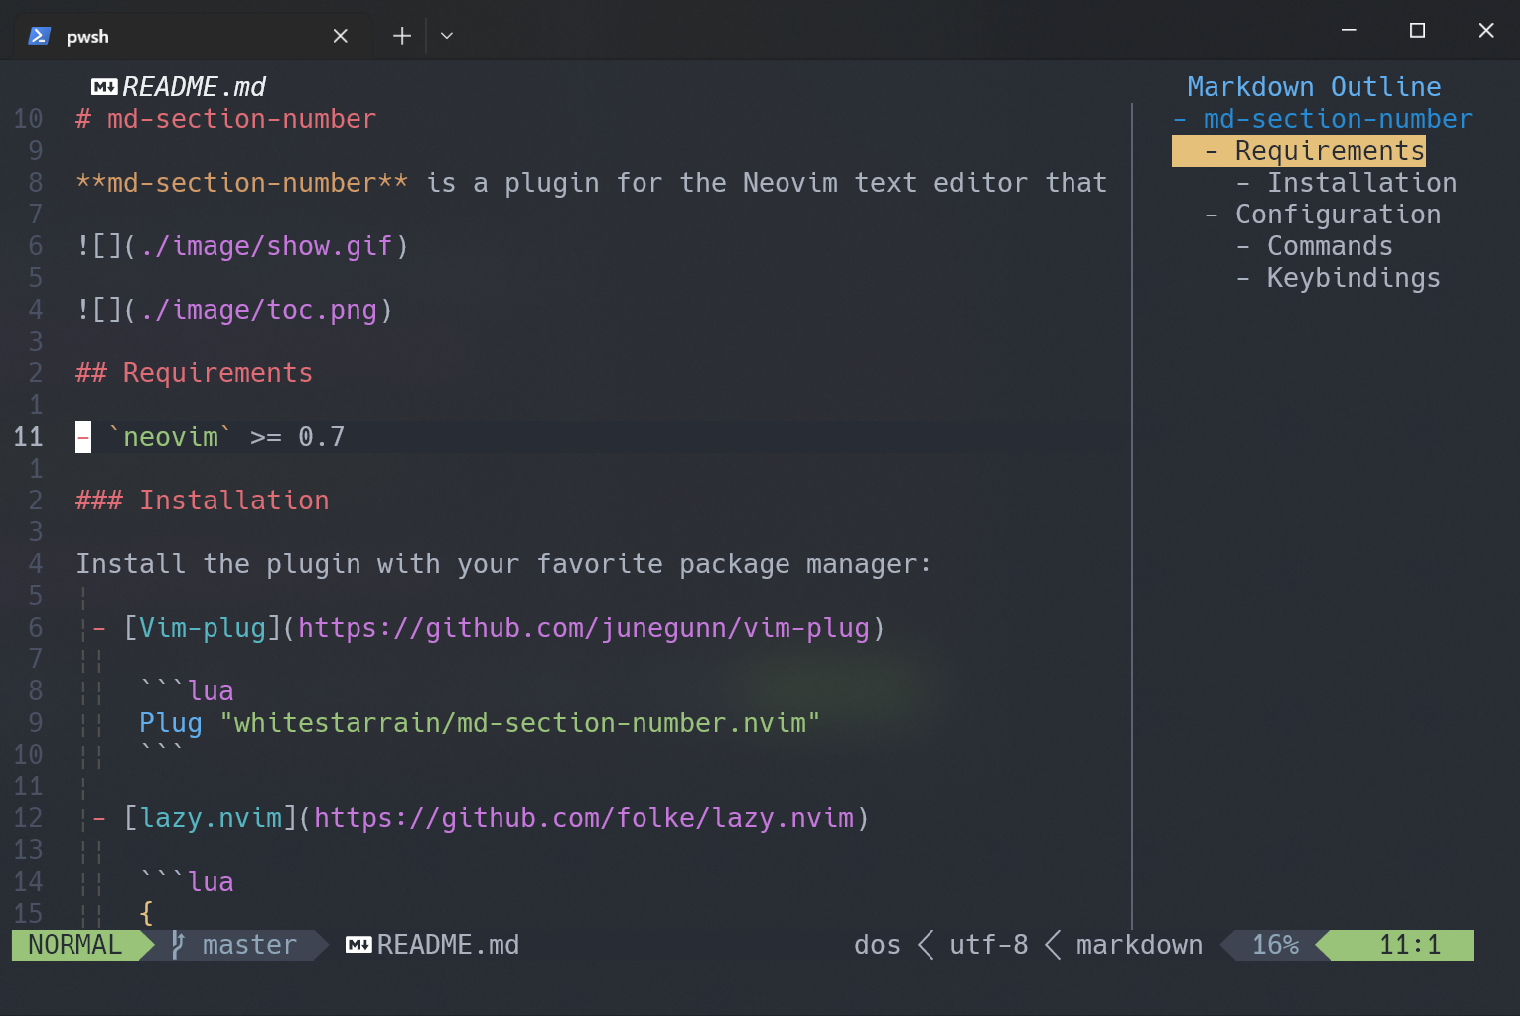 pwsh
README.md
10 # md-section-number
9
8 **md-section-number** is a plugin for the Neovim text editor that
7
6 ![](./image/show.gif)
5
4 ![](./image/toc.png)
3
2 ## Requirements
1
11 - `neovim` >= 0.7
1
2 ### Installation
3
4 Install the plugin with your favorite package manager:
5
6 - [Vim-plug](https://github.com/junegunn/vim-plug)
7
8 ```lua
9 Plug "whitestarrain/md-section-number.nvim"
10 ```
11
12 - [lazy.nvim](https://github.com/folke/lazy.nvim)
13
14 ```lua
15 {
Markdown Outline
- md-section-number
- Requirements
- Installation
- Configuration
- Commands
- Keybindings
NORMAL master README.md dos utf-8 markdown 16% 11:1